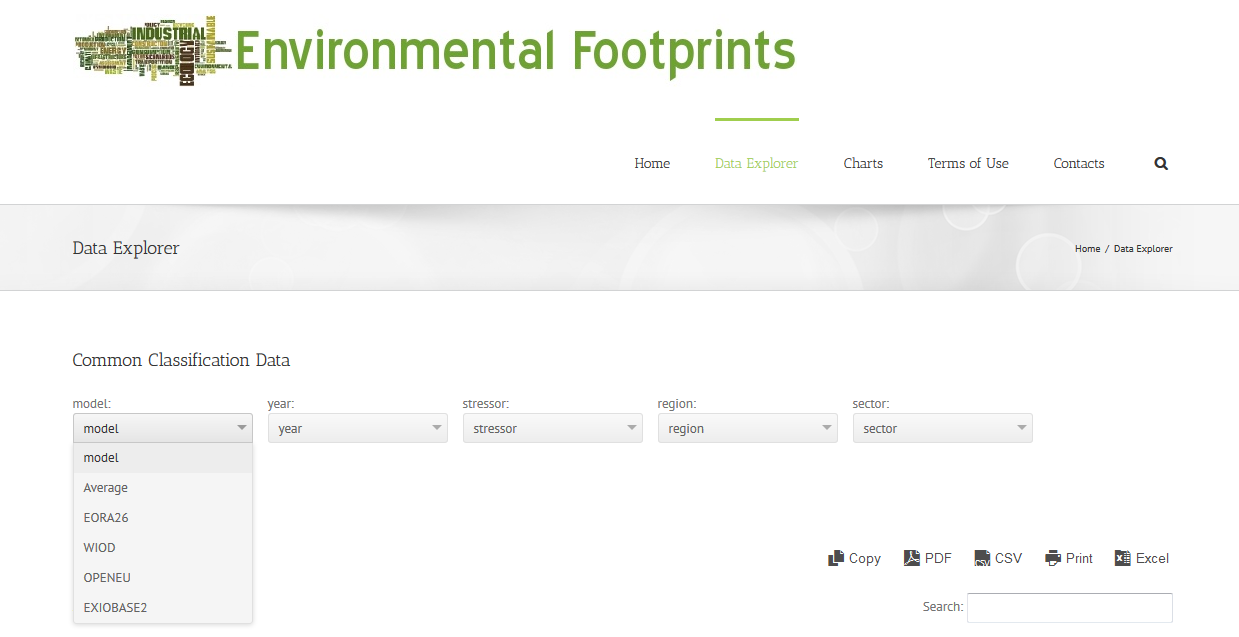 INDUSTRIAL
ECOLOGY
SUSTAINABLE
ENERGY
Environmental Footprints
Home
Data Explorer
Charts
Terms of Use
Contacts
Data Explorer
Home / Data Explorer
Common Classification Data
model: year: stressor: region: sector:
model year stressor region sector
model
Average
EORA26
WIOD
OPENEU
EXIOBASE2
Copy PDF CSV Print Excel
Search: